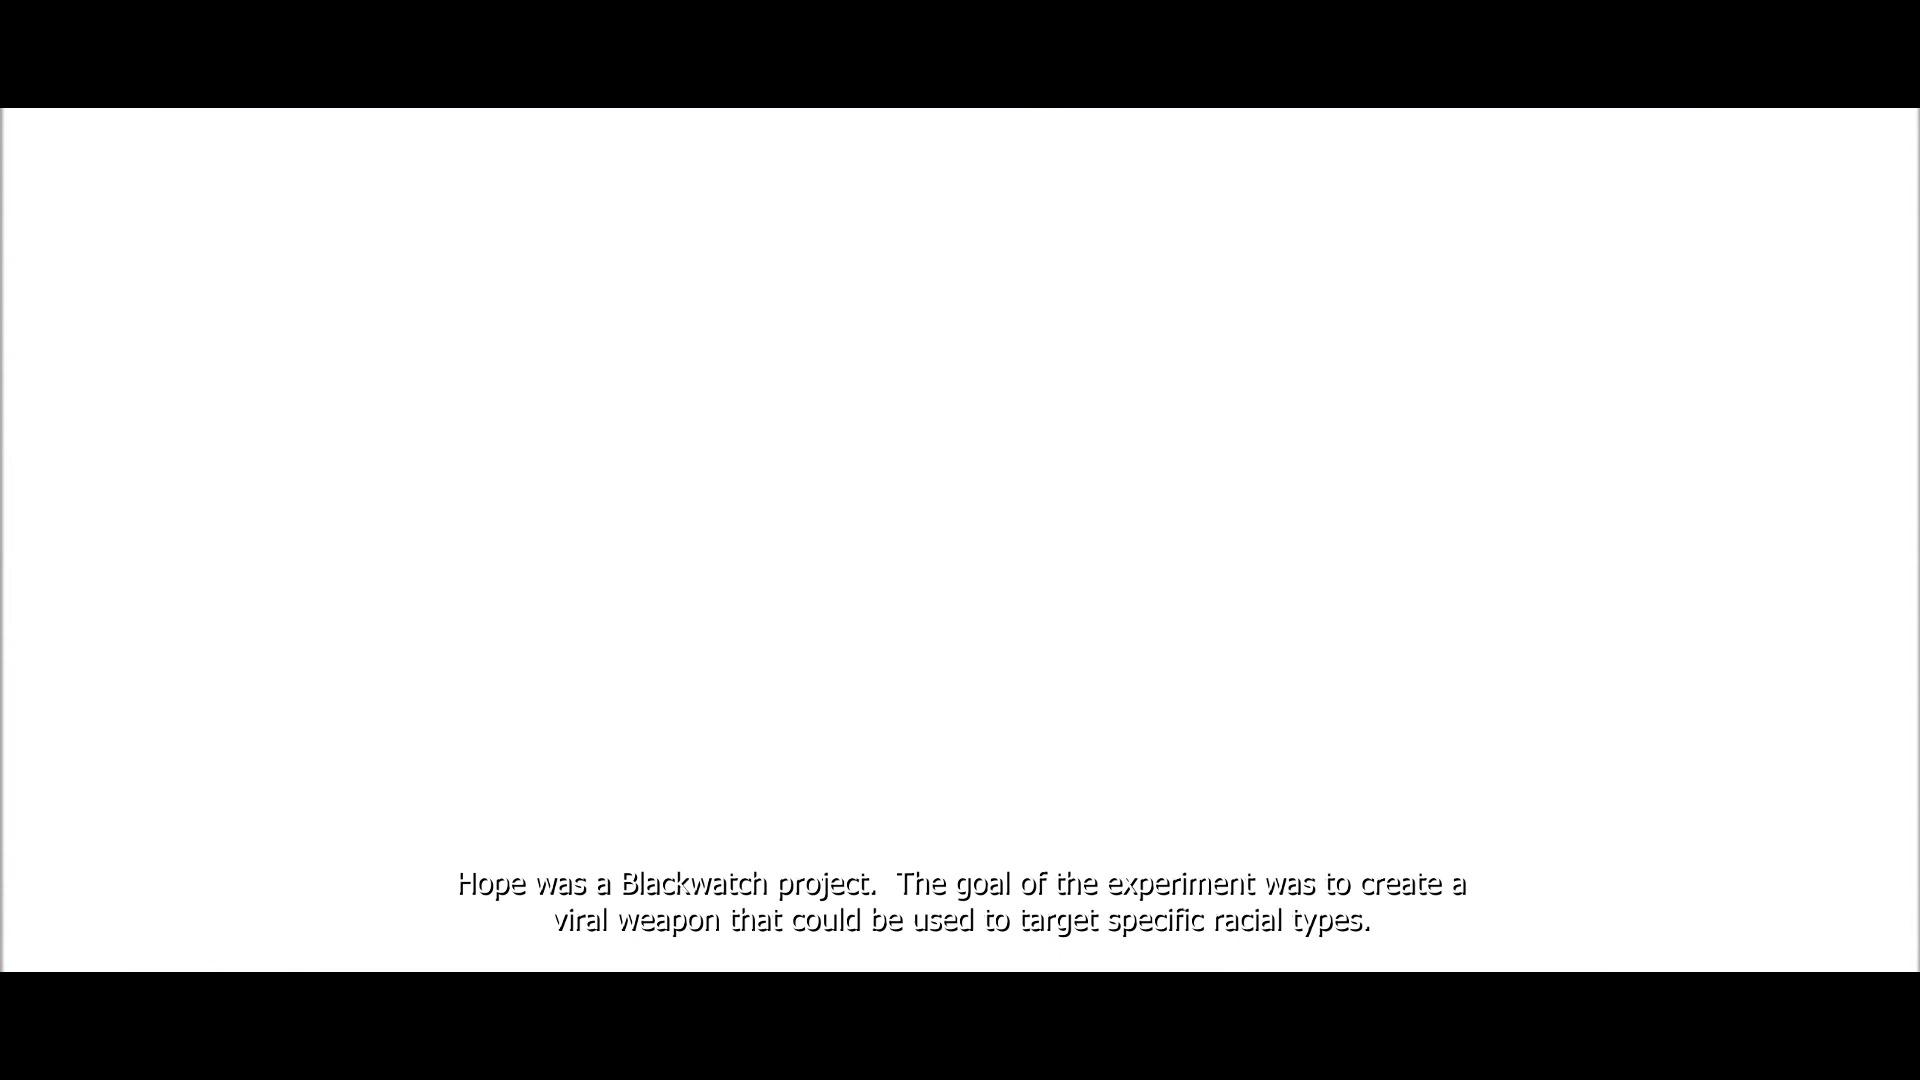 Hope was a Blackwatch project.  The goal of the experiment was to create a
viral weapon that could be used to target specific racial types.